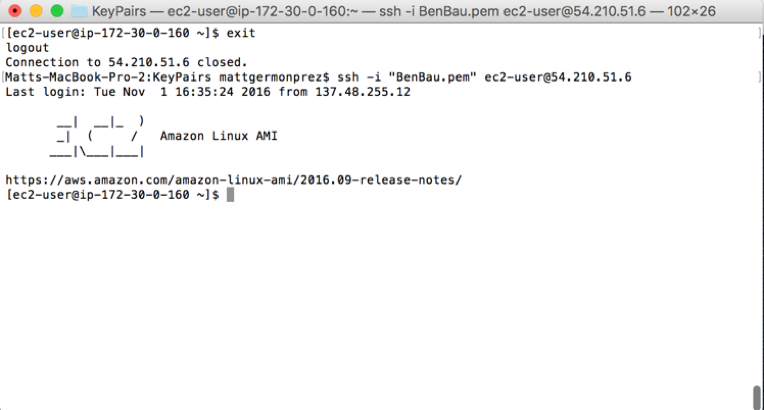 KeyPairs — ec2-user@ip-172-30-0-160:~ — ssh -i BenBau.pem ec2-user@54.210.51.6 — 102×26
[[ec2-user@ip-172-30-0-160 ~]$ exit ]
logout
Connection to 54.210.51.6 closed.
[Matts-MacBook-Pro-2:KeyPairs mattgermonprez$ ssh -i "BenBau.pem" ec2-user@54.210.51.6 ]
Last login: Tue Nov  1 16:35:24 2016 from 137.48.255.12
       __|  __|_  )
       _|  (     /   Amazon Linux AMI
      ___|\___|___|
https://aws.amazon.com/amazon-linux-ami/2016.09-release-notes/
[ec2-user@ip-172-30-0-160 ~]$